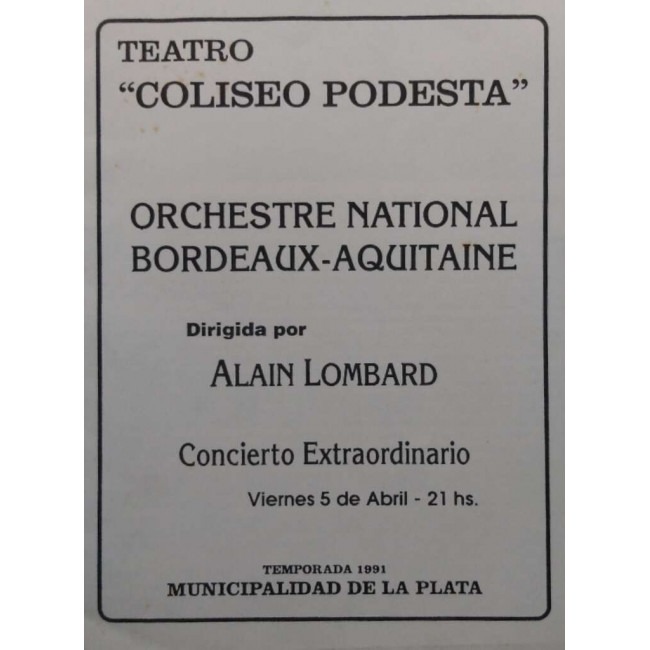 TEATRO
“COLISEO PODESTA”
ORCHESTRE NATIONAL
BORDEAUX-AQUITAINE
Dirigida por
ALAIN LOMBARD
Concierto Extraordinario
Viernes 5 de Abril - 21 hs.
TEMPORADA 1991
MUNICIPALIDAD DE LA PLATA